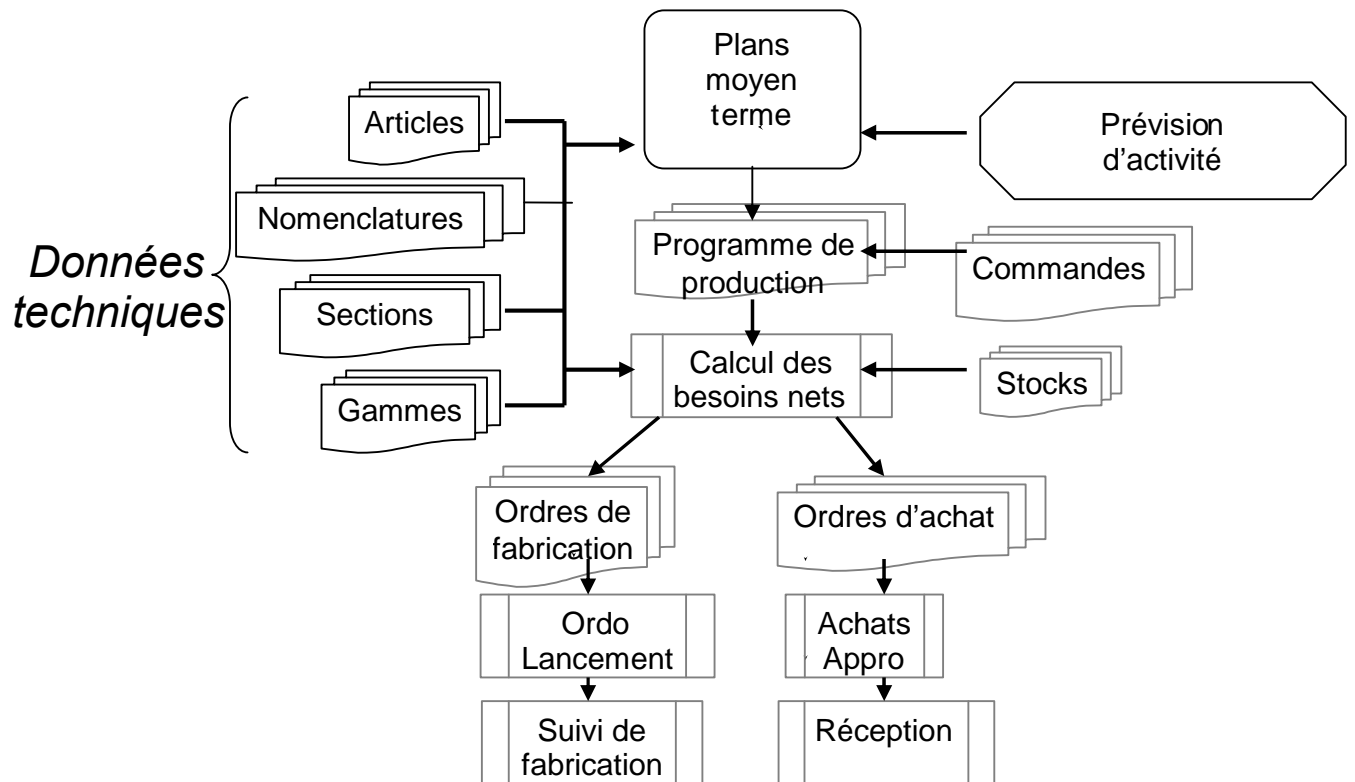 Plans
moyen
terme
Prévision
d'activité
Articles
Nomenclatures
Données
techniques
Sections
Gammes
Programme de
production
Commandes
Calcul des
besoins nets
Stocks
Ordres de
fabrication
Ordres d'achat
Ordo
Lancement
Achats
Appro
Suivi de
fabrication
Réception